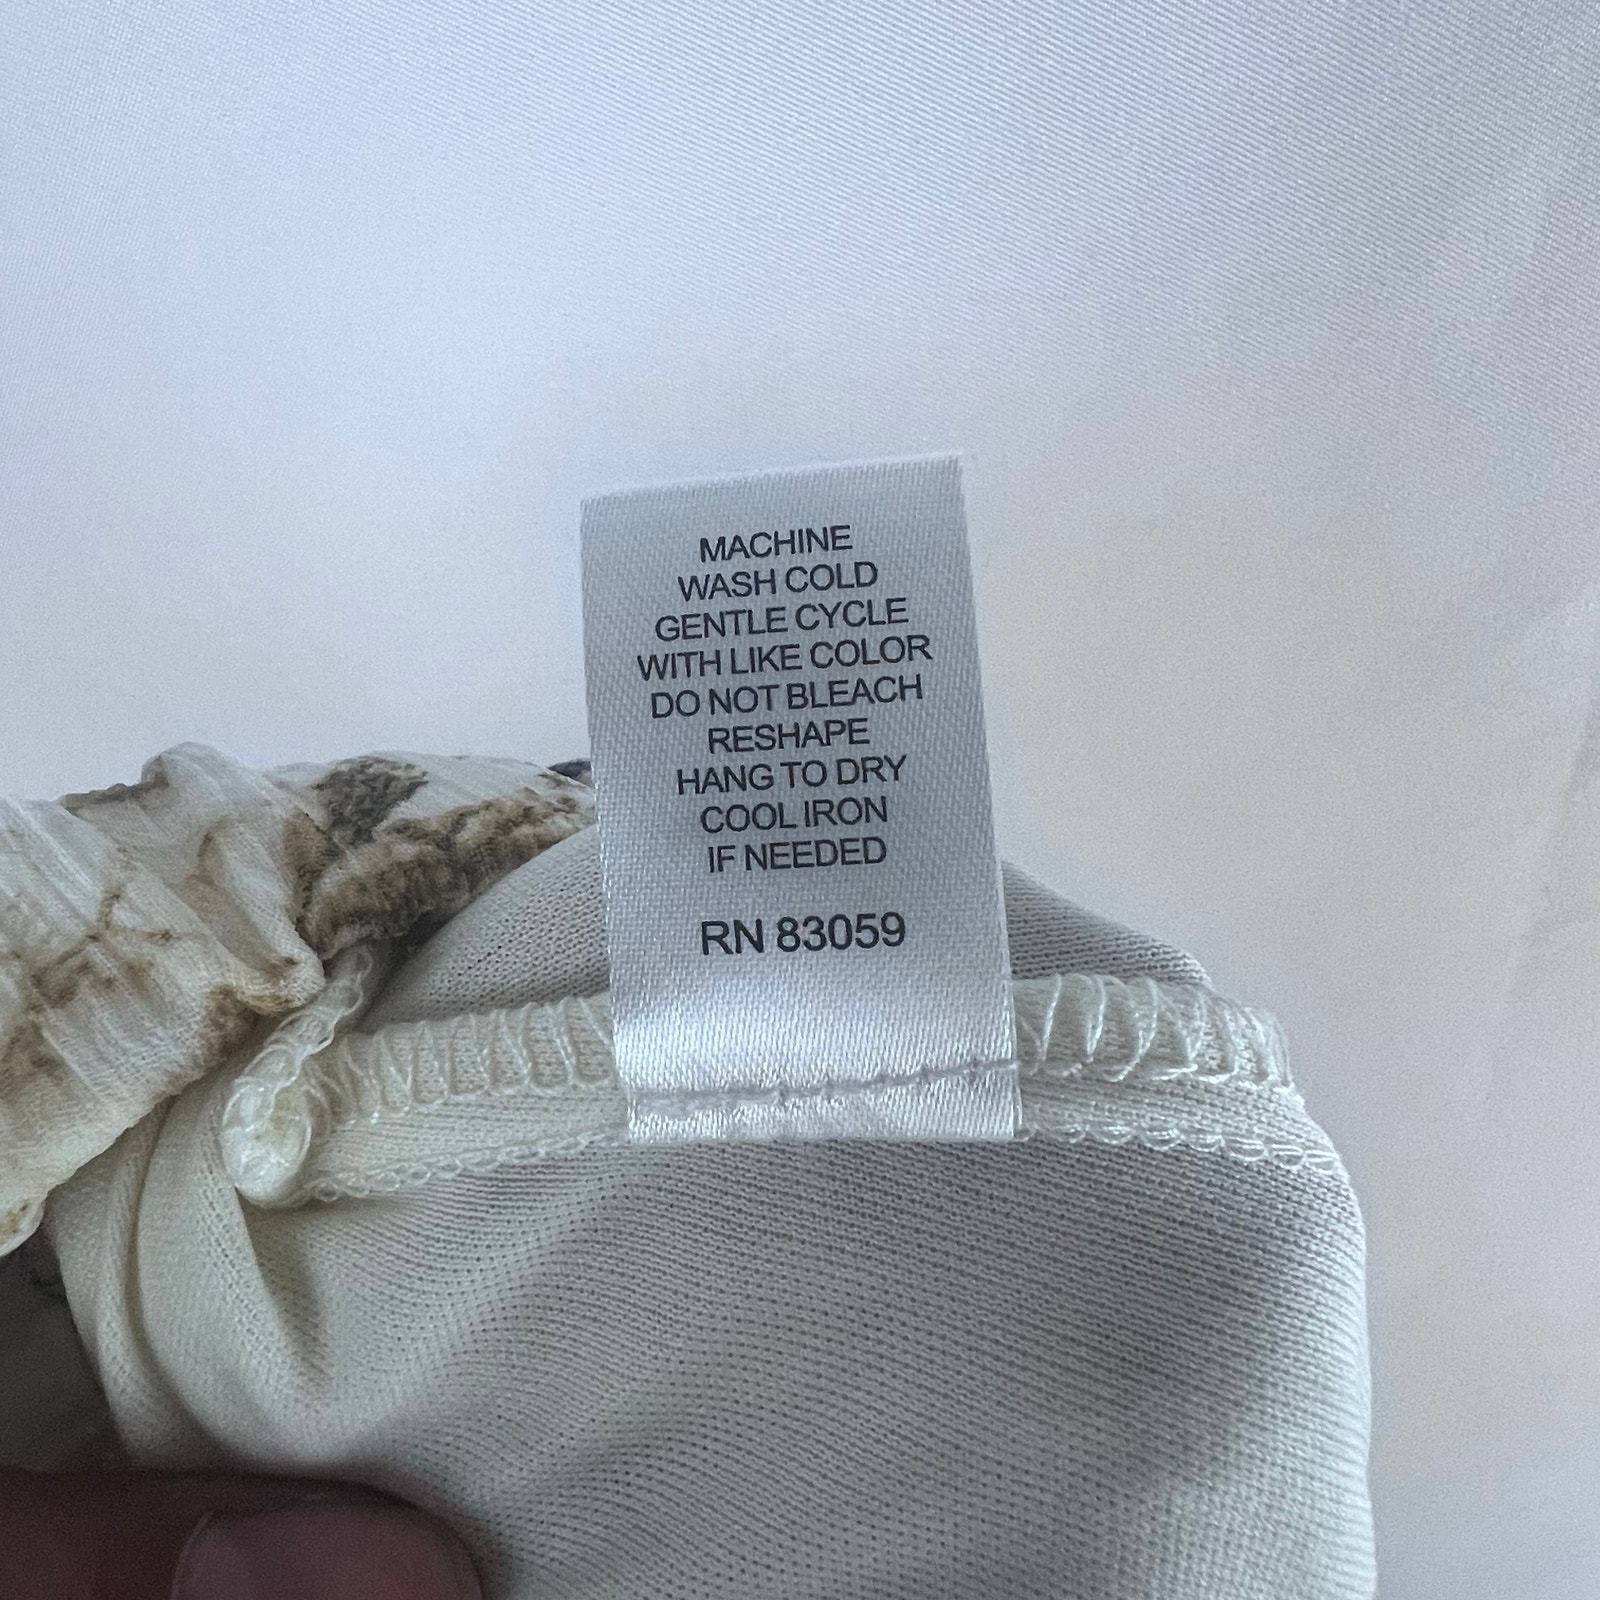 MACHINE
WASH COLD
GENTLE CYCLE
WITH LIKE COLOR
DO NOT BLEACH
RESHAPE
HANG TO DRY
COOL IRON
IF NEEDED
RN 83059